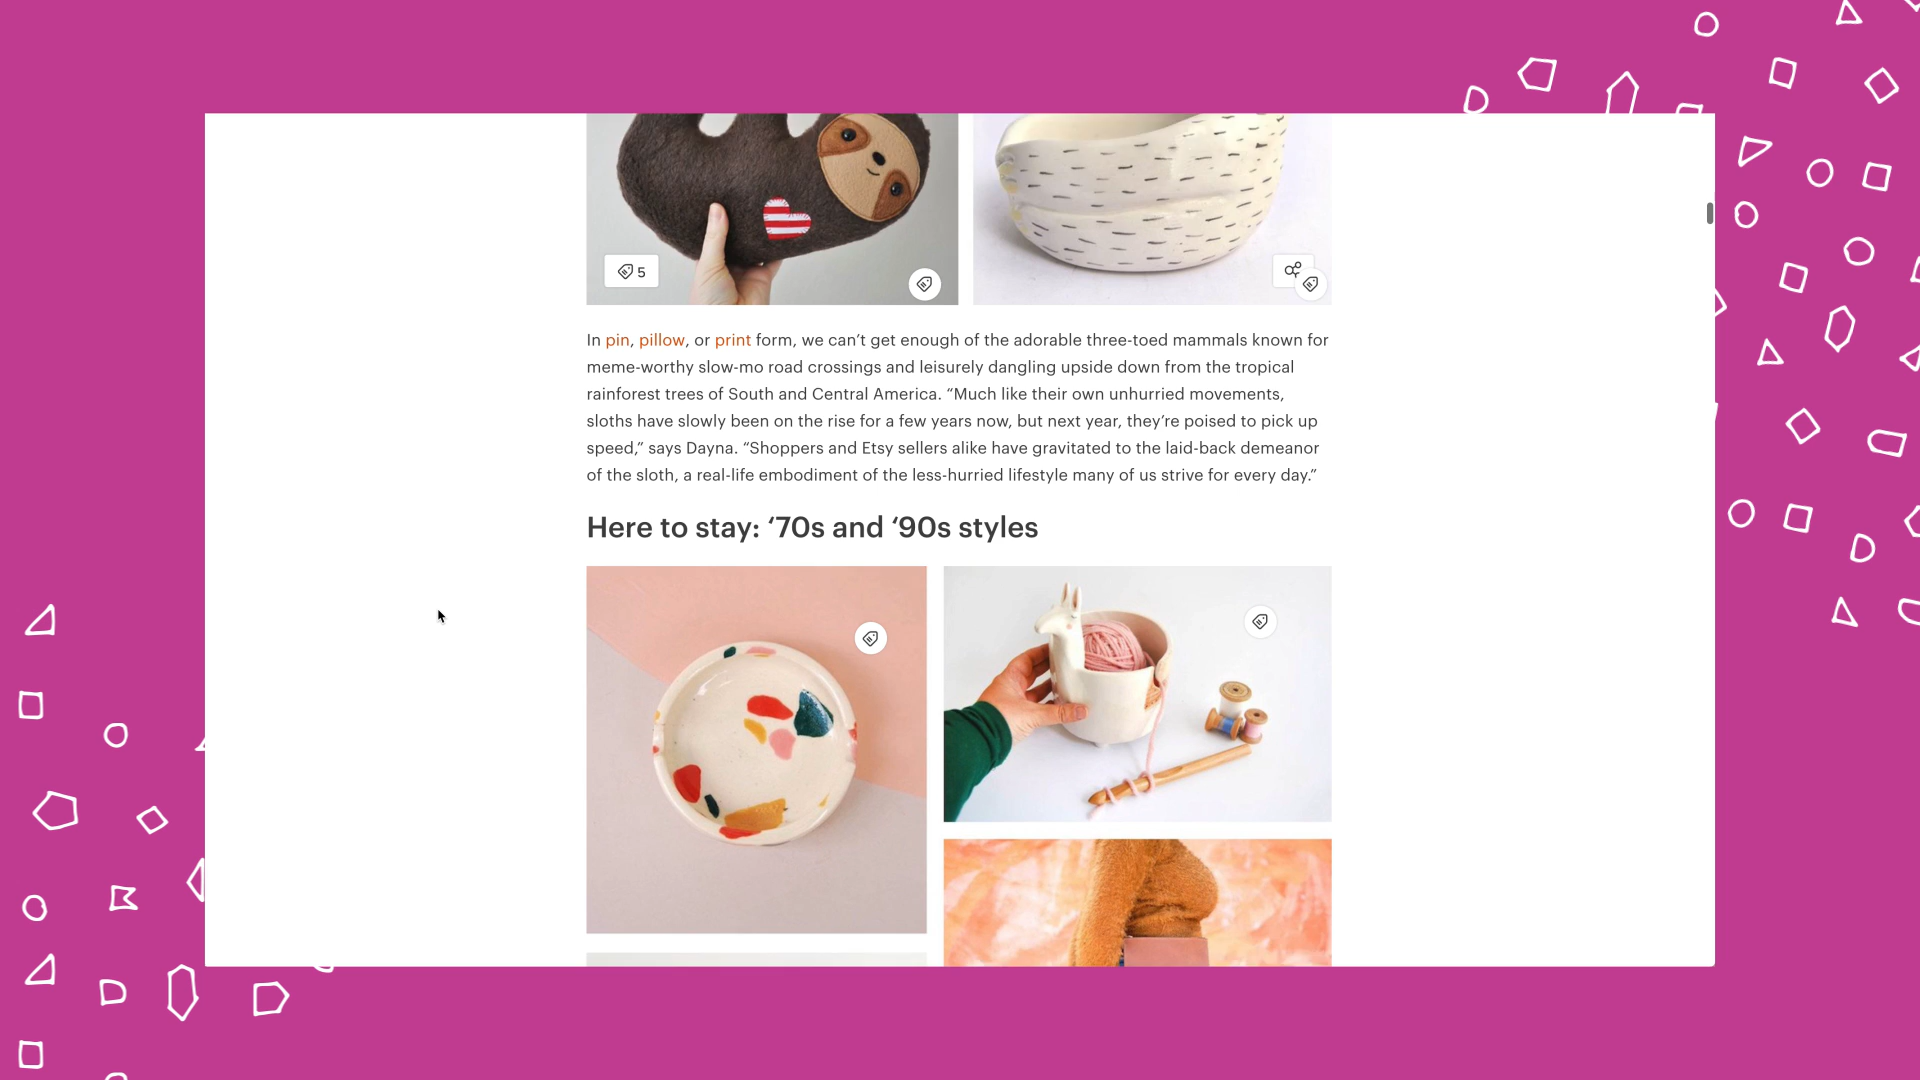 5
In pin, pillow, or print form, we can’t get enough of the adorable three-toed mammals known for
meme-worthy slow-mo road crossings and leisurely dangling upside down from the tropical
rainforest trees of South and Central America. “Much like their own unhurried movements,
sloths have slowly been on the rise for a few years now, but next year, they’re poised to pick up
speed,” says Dayna. “Shoppers and Etsy sellers alike have gravitated to the laid-back demeanor
of the sloth, a real-life embodiment of the less-hurried lifestyle many of us strive for every day.”
Here to stay: ‘70s and ‘90s styles